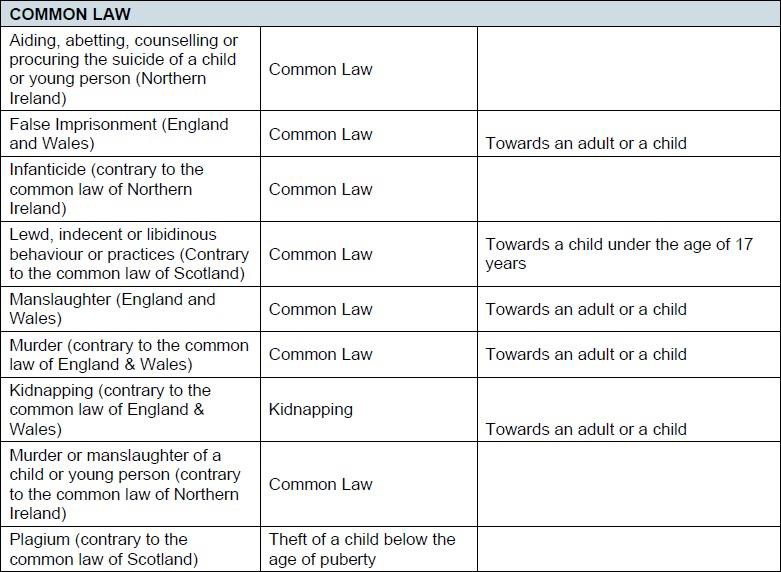 COMMON LAW
Aiding, abetting, counselling or
procuring the suicide of a child
or young person (Northern
Ireland)
Common Law
False Imprisonment (England
and Wales)
Common Law
Towards an adult or a child
Infanticide (contrary to the
common law of Northern
Ireland)
Common Law
Lewd, indecent or libidinous
behaviour or practices (Contrary
to the common law of Scotland)
Common Law
Towards a child under the age of 17
years
Manslaughter (England and
Wales)
Common Law
Towards an adult or a child
Murder (contrary to the common
law of England & Wales)
Common Law
Towards an adult or a child
Kidnapping (contrary to the
common law of England &
Wales)
Kidnapping
Towards an adult or a child
Murder or manslaughter of a
child or young person (contrary
to the common law of Northern
Ireland)
Common Law
Plagium (contrary to the
common law of Scotland)
Theft of a child below the
age of puberty